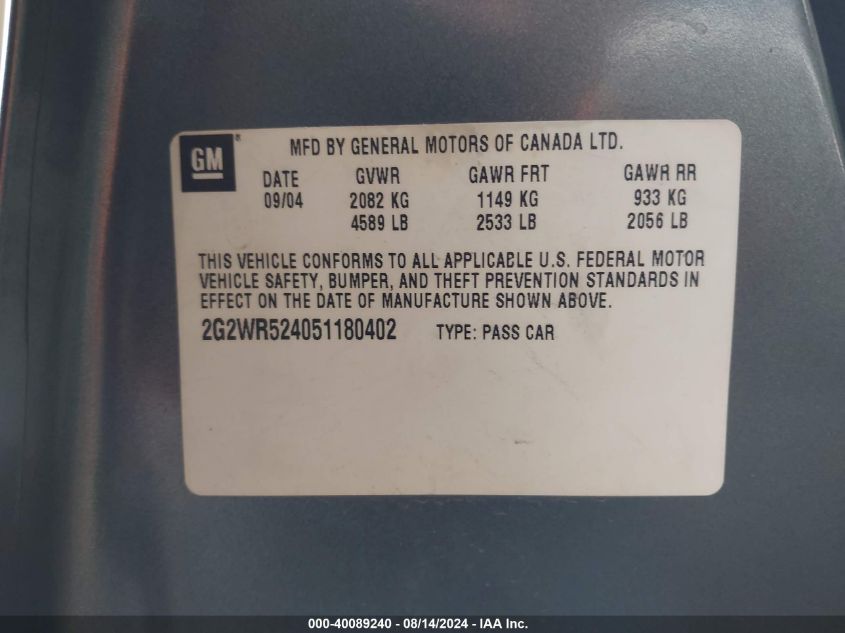 GM®
MFD BY GENERAL MOTORS OF CANADA LTD.
DATE GVWR GAWR FRT GAWR RR
09/04 2082 KG 1149 KG 933 KG
4589 LB 2533 LB 2056 LB
THIS VEHICLE CONFORMS TO ALL APPLICABLE U.S. FEDERAL MOTOR
VEHICLE SAFETY, BUMPER, AND THEFT PREVENTION STANDARDS IN
EFFECT ON THE DATE OF MANUFACTURE SHOWN ABOVE.
2G2WR524051180402 TYPE: PASS CAR
000-40089240 - 08/14/2024 - IAA Inc.